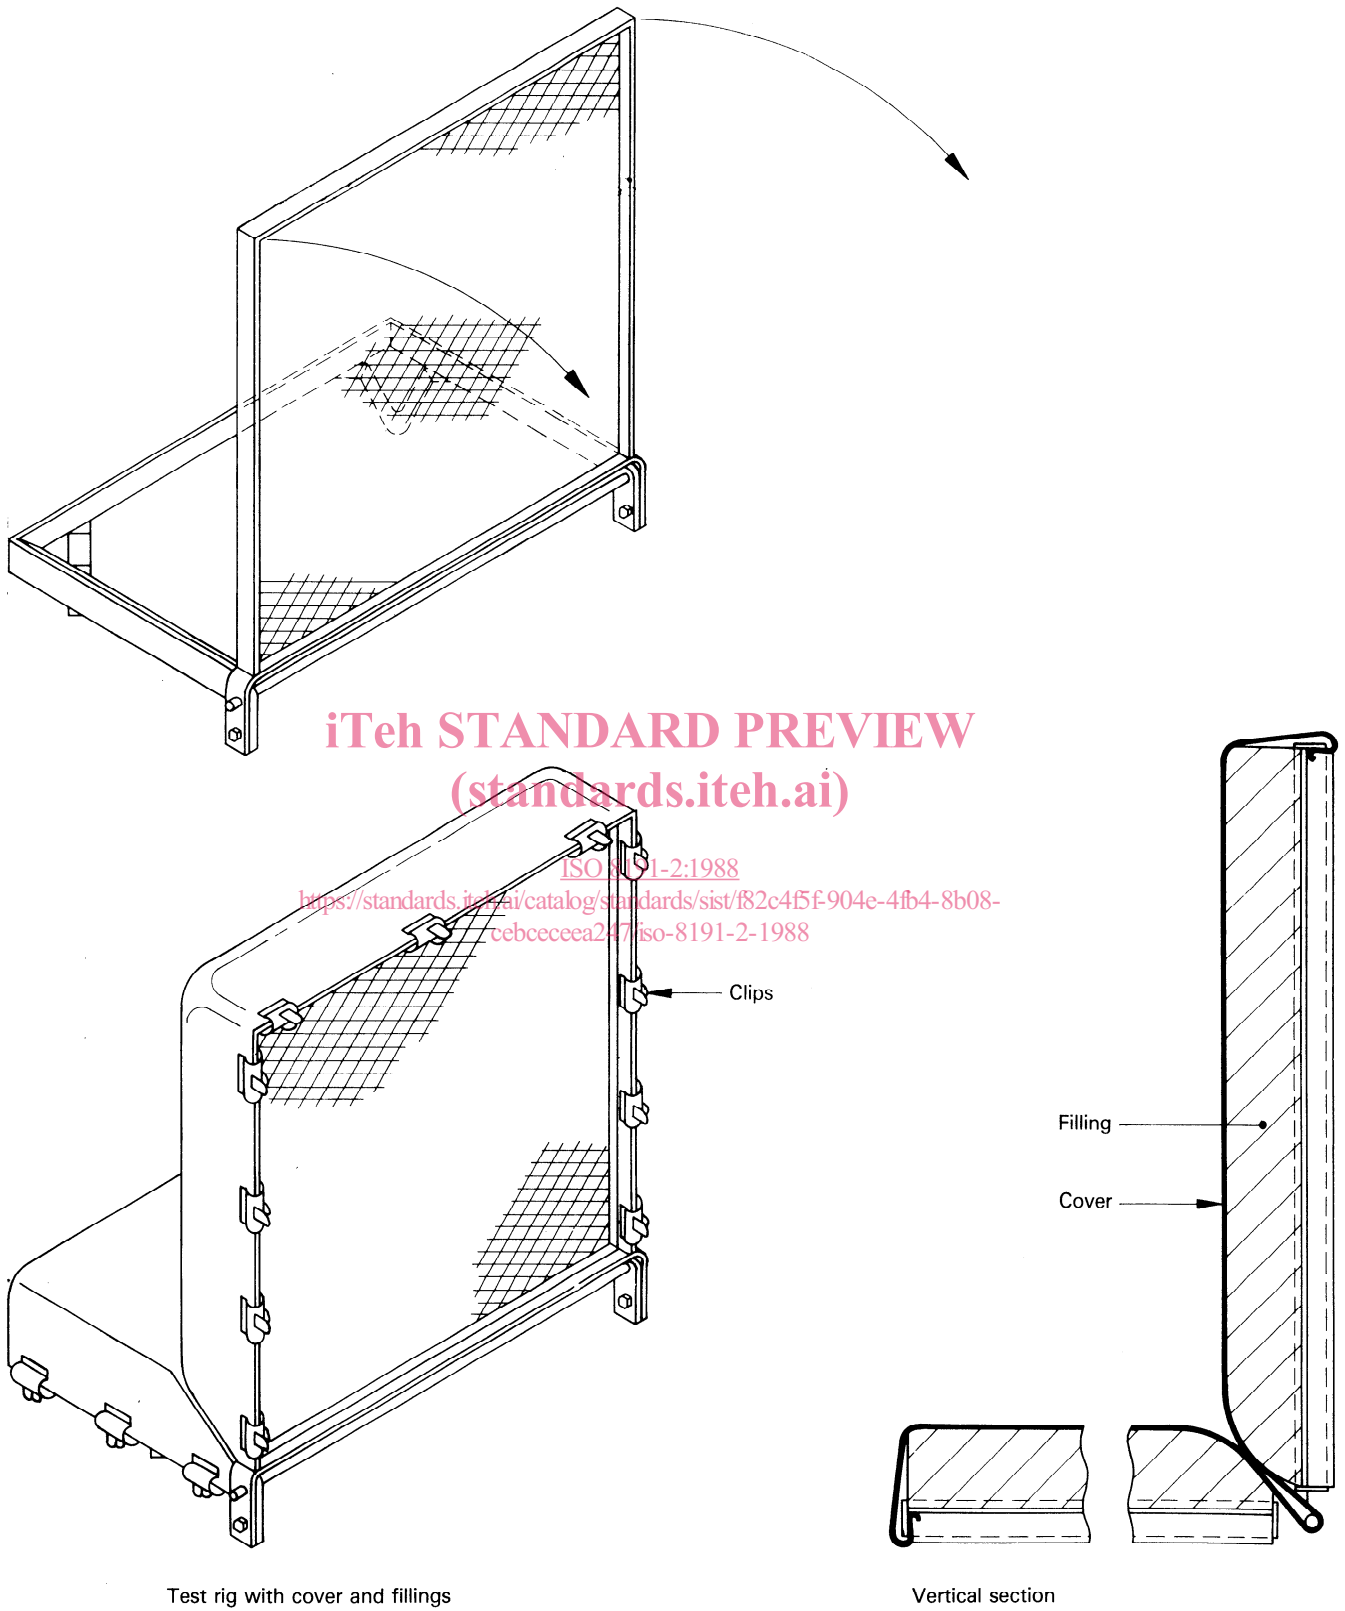 iTeh STANDARD PREVIEW
(standards.iteh.ai)
ISO 8191-2:1988
https://standards.iteh.ai/catalog/standards/sist/f82c4f5f-904e-4fb4-8b08-
cebceceea247/iso-8191-2-1988
Clips
Filling
Cover
Test rig with cover and fillings
Vertical section